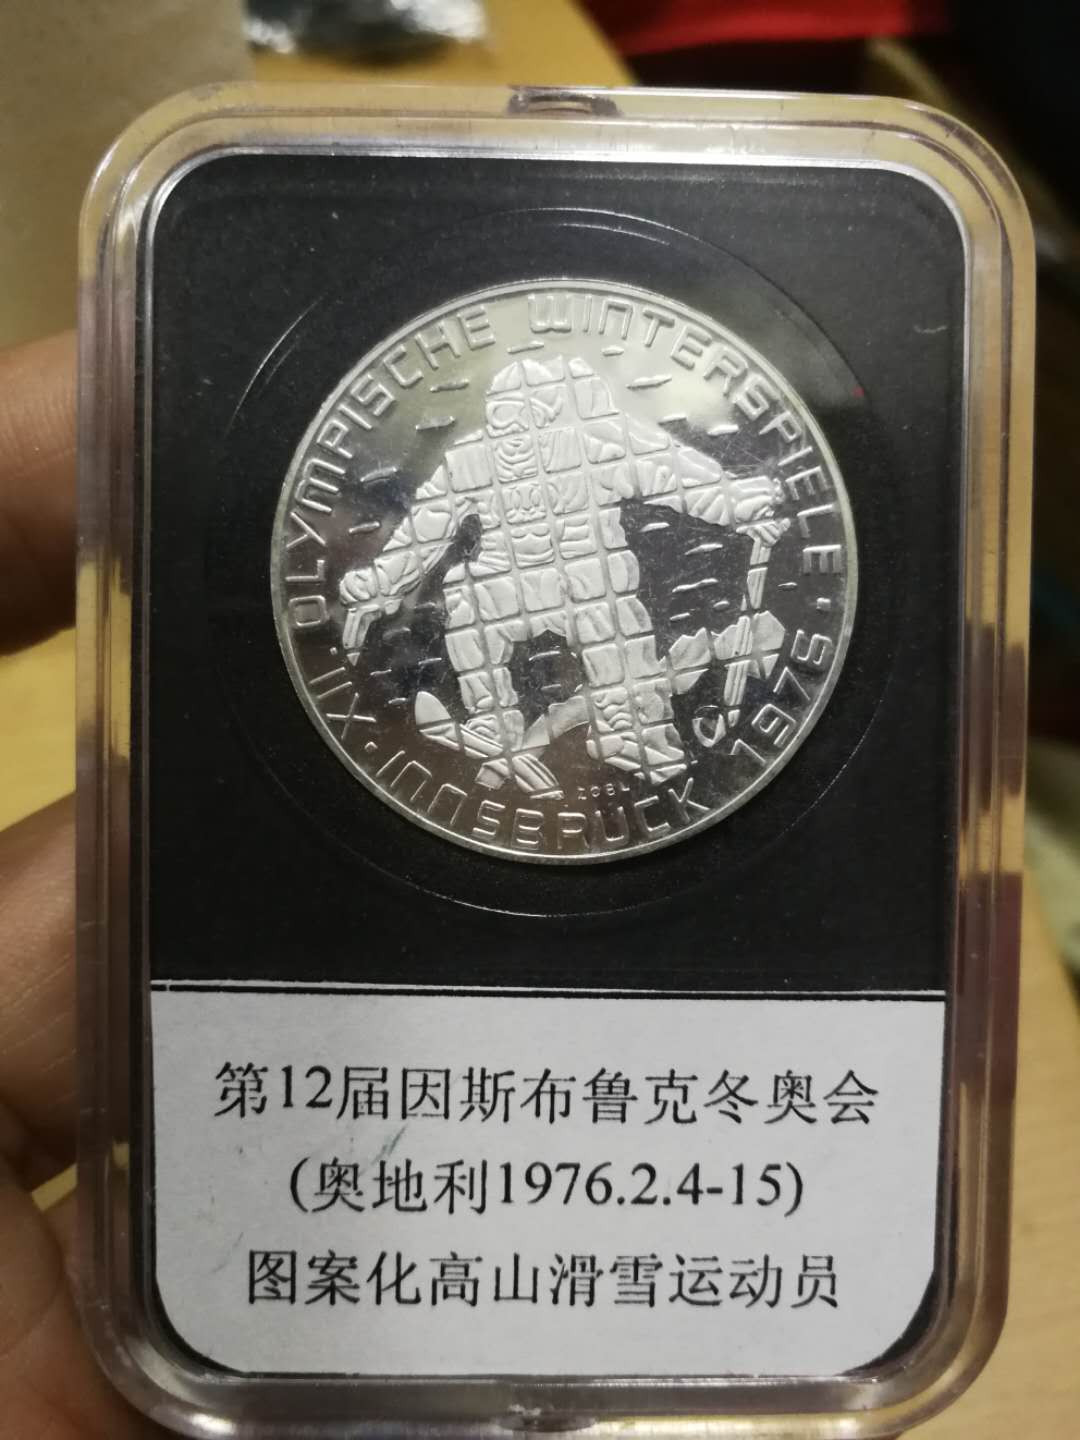 XII. OLYMPISCHE WINTERSPIELE.
INNSBRUCK 1976.
ZOBL
第12届因斯布鲁克冬奥会
(奥地利1976.2.4-15)
图案化高山滑雪运动员